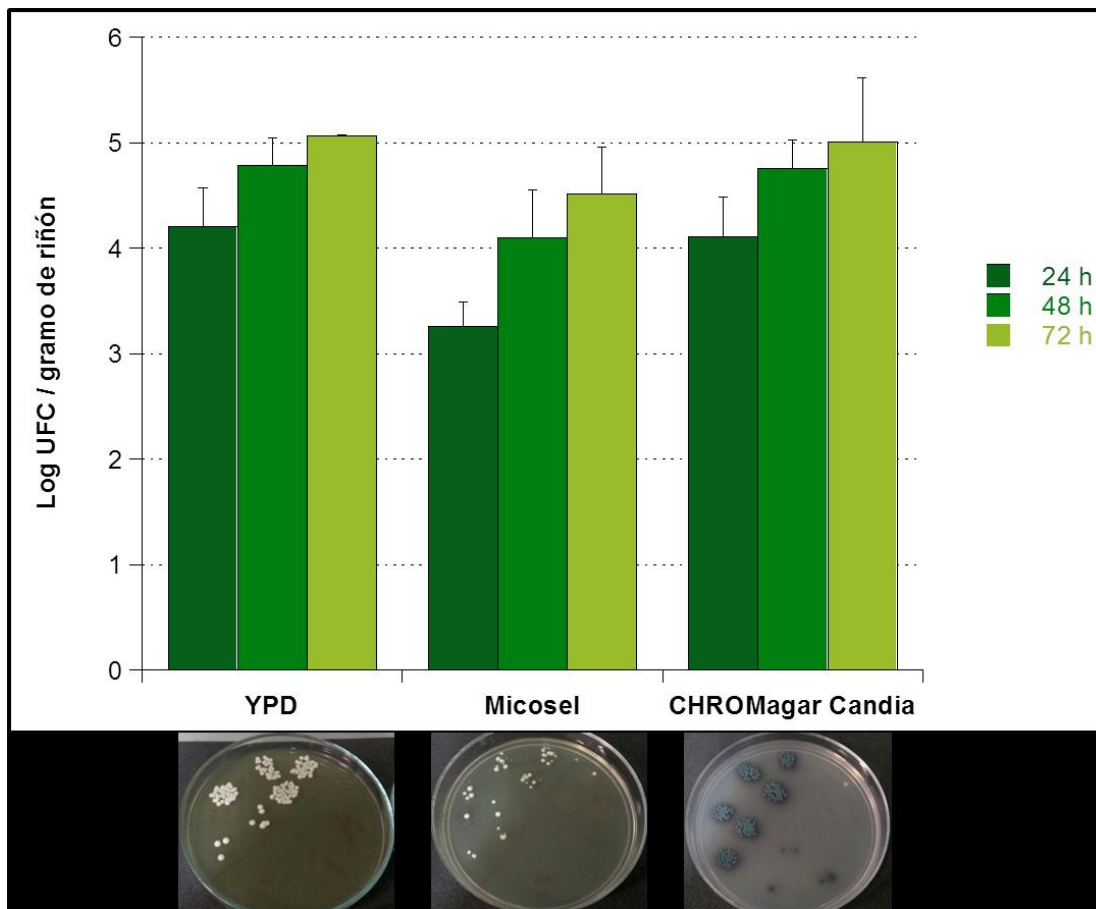 6
5
4
3
2
1
0
Log UFC / gramo de riñón
YPD
Micosel
CHROMagar Candia
24 h
48 h
72 h